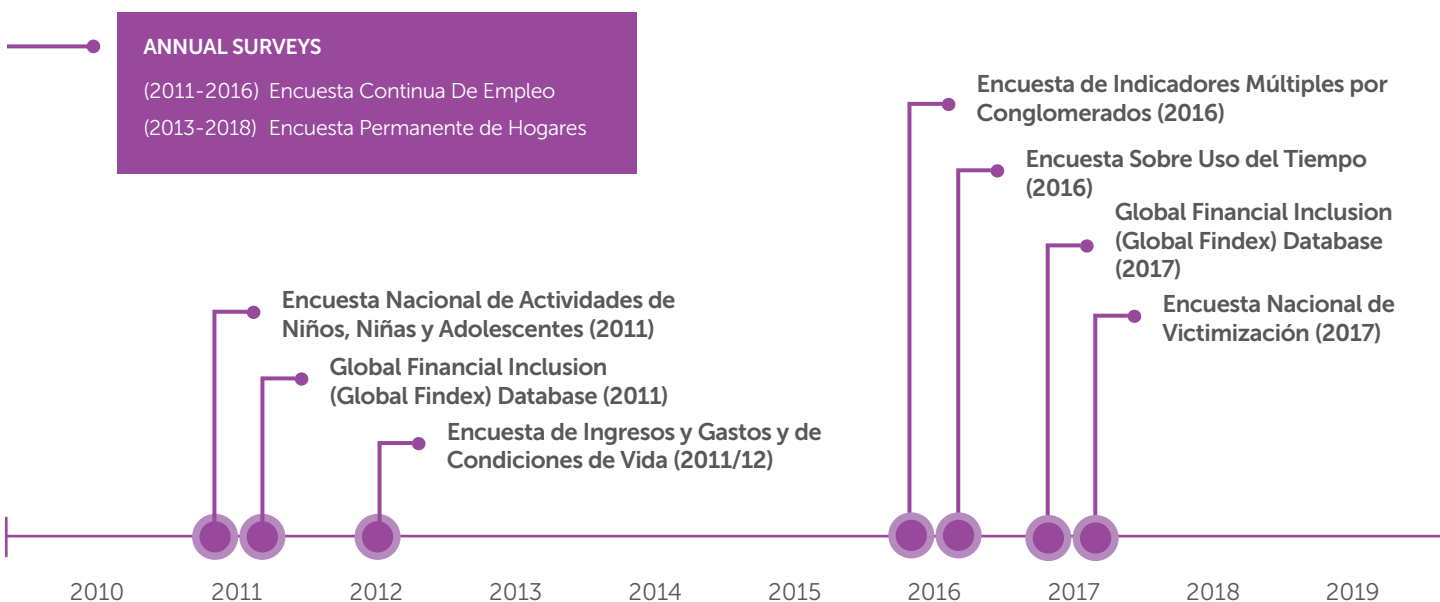 ANNUAL SURVEYS
(2011-2016) Encuesta Continua De Empleo
(2013-2018) Encuesta Permanente de Hogares
Encuesta de Indicadores Múltiples por
Conglomerados (2016)
Encuesta Sobre Uso del Tiempo
(2016)
Global Financial Inclusion
(Global Findex) Database
(2017)
Encuesta Nacional de
Victimización (2017)
Encuesta Nacional de Actividades de
Niños, Niñas y Adolescentes (2011)
Global Financial Inclusion
(Global Findex) Database (2011)
Encuesta de Ingresos y Gastos y de
Condiciones de Vida (2011/12)
2010 2011 2012 2013 2014 2015 2016 2017 2018 2019